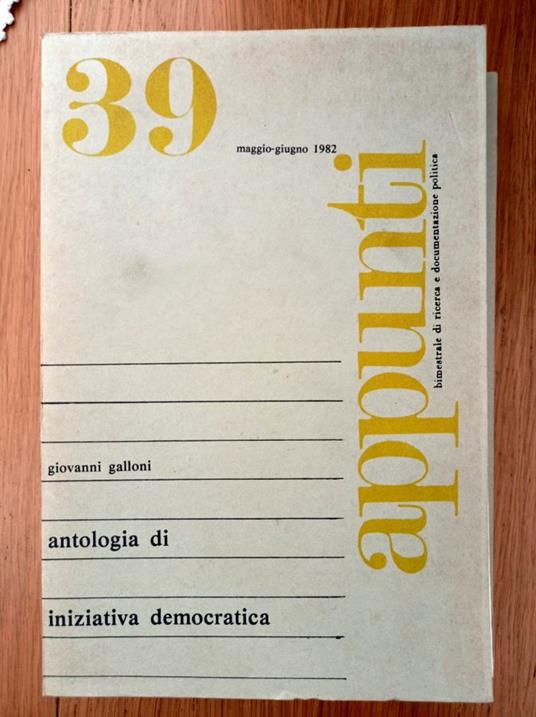 39
maggio-giugno 1982
appunti
bimestrale di ricerca e documentazione politica
giovanni galloni
antologia di
iniziativa democratica